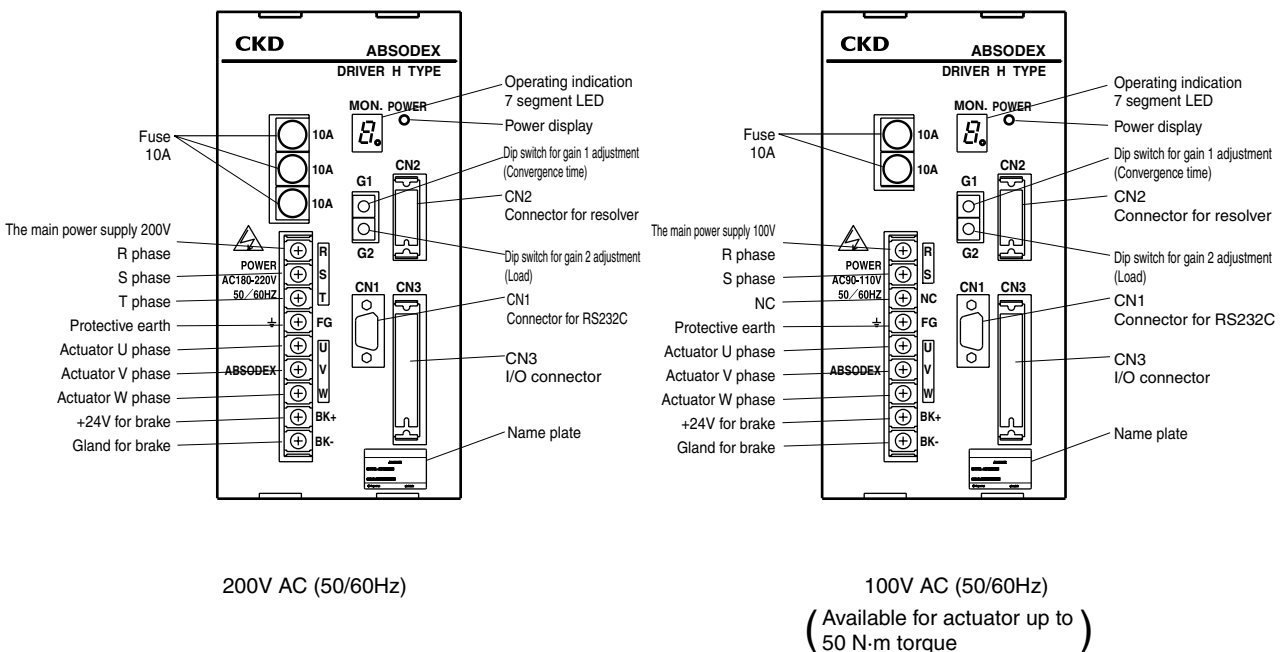 CKD
ABSODEX
DRIVER H TYPE
MON. POWER
10A
10A
10A
CN2
G1
G2
POWER
AC180-220V
50/60HZ
R
S
T
FG
U
V
W
BK+
BK-
ABSODEX
CN1
CN3
Fuse
10A
The main power supply 200V
R phase
S phase
T phase
Protective earth
Actuator U phase
Actuator V phase
Actuator W phase
+24V for brake
Gland for brake
Operating indication
7 segment LED
Power display
Dip switch for gain 1 adjustment
(Convergence time)
CN2
Connector for resolver
Dip switch for gain 2 adjustment
(Load)
CN1
Connector for RS232C
CN3
I/O connector
Name plate
200V AC (50/60Hz)
CKD
ABSODEX
DRIVER H TYPE
MON. POWER
10A
10A
CN2
G1
G2
POWER
AC90-110V
50/60HZ
R
S
NC
FG
U
V
W
BK+
BK-
ABSODEX
CN1
CN3
Fuse
10A
The main power supply 100V
R phase
S phase
NC
Protective earth
Actuator U phase
Actuator V phase
Actuator W phase
+24V for brake
Gland for brake
Operating indication
7 segment LED
Power display
Dip switch for gain 1 adjustment
(Convergence time)
CN2
Connector for resolver
Dip switch for gain 2 adjustment
(Load)
CN1
Connector for RS232C
CN3
I/O connector
Name plate
100V AC (50/60Hz)
(Available for actuator up to
50 N·m torque)